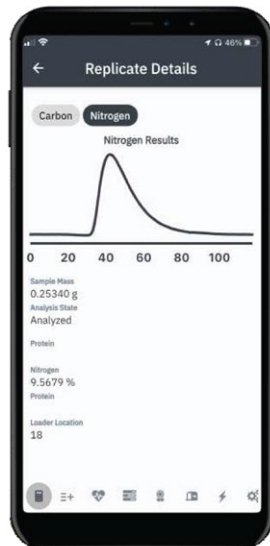 46%
Replicate Details
Carbon Nitrogen
Nitrogen Results
0 20 40 60 80 100
Sample Mass
0.25340 g
Analysis State
Analyzed
Protein
Nitrogen
9.5679 %
Protein
Loader Location
18